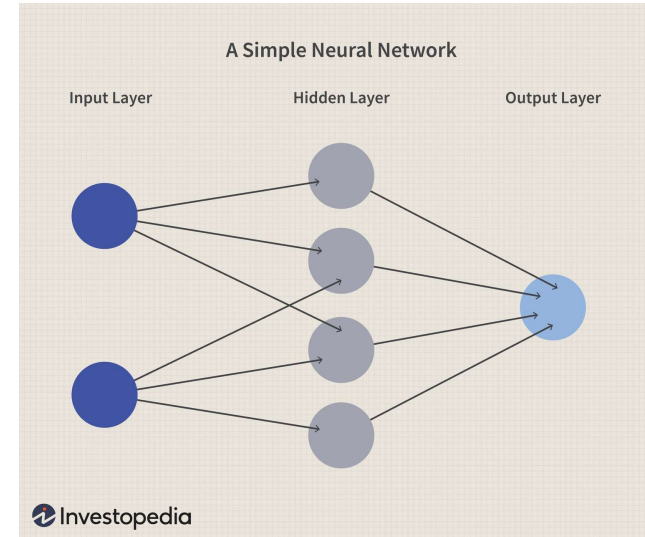 A Simple Neural Network
Input Layer
Hidden Layer
Output Layer
Investopedia